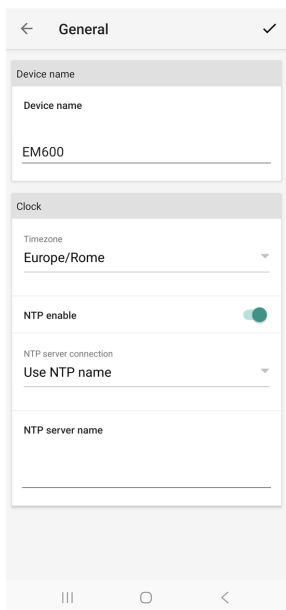 General
Device name
Device name
EM600
Clock
Timezone
Europe/Rome
NTP enable
NTP server connection
Use NTP name
NTP server name